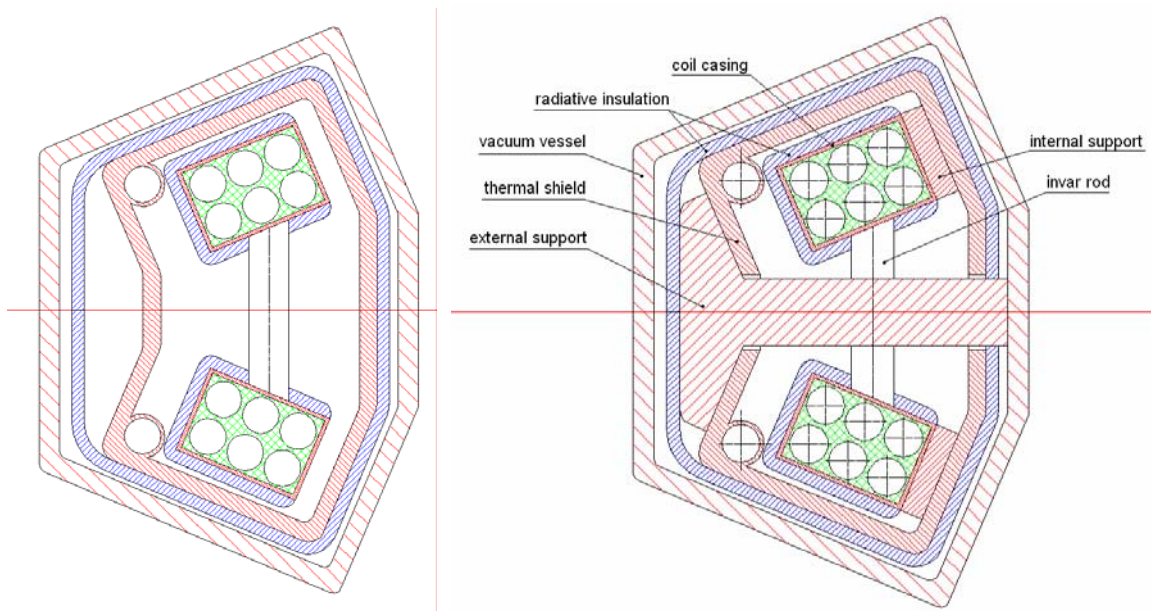 coil casing
radiative insulation
vacuum vessel
internal support
thermal shield
invar rod
external support